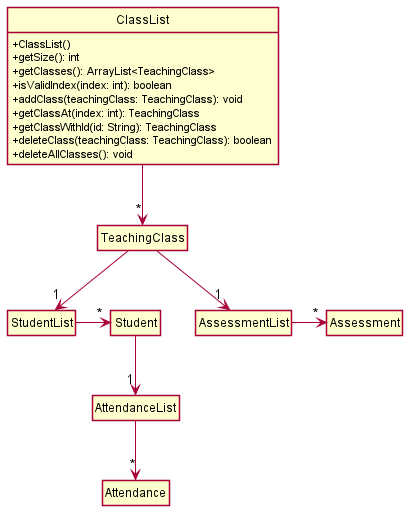 ClassList
+ClassList()
+getSize(): int
+getClasses(): ArrayList<TeachingClass>
+isValidIndex(index: int): boolean
+addClass(teachingClass: TeachingClass): void
+getClassAt(index: int): TeachingClass
+getClassWithId(id: String): TeachingClass
+deleteClass(teachingClass: TeachingClass): boolean
+deleteAllClasses(): void
*
TeachingClass
1
1
StudentList
*
Student
AssessmentList
*
Assessment
1
AttendanceList
*
Attendance